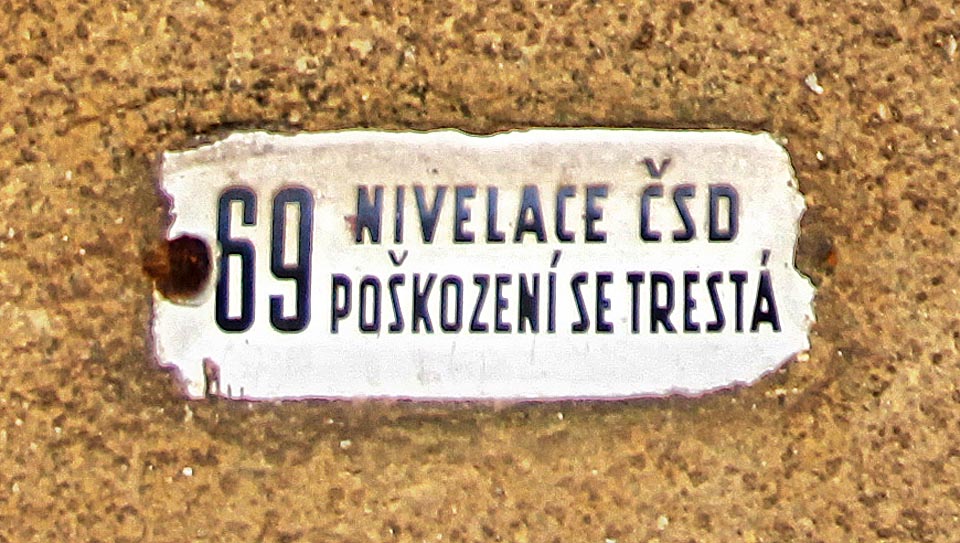 69 NIVELACE ČSD
POŠKOZENÍ SE TRESTÁ